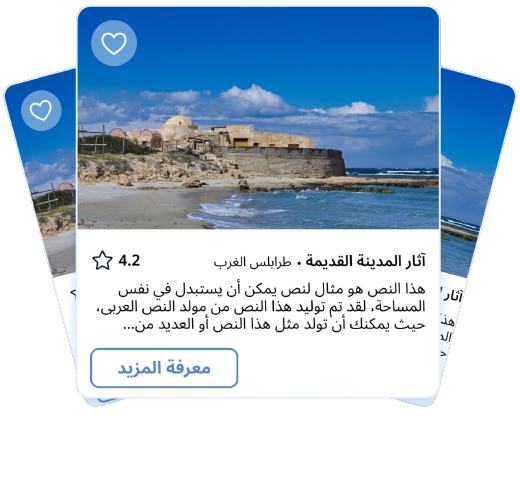 آثار المدينة القديمة • طرابلس الغرب 4.2
هذا النص هو مثال لنص يمكن أن يستبدل في نفس
المساحة، لقد تم توليد هذا النص من مولد النص العربى،
حيث يمكنك أن تولد مثل هذا النص أو العديد من...
معرفة المزيد
آثار
هذ